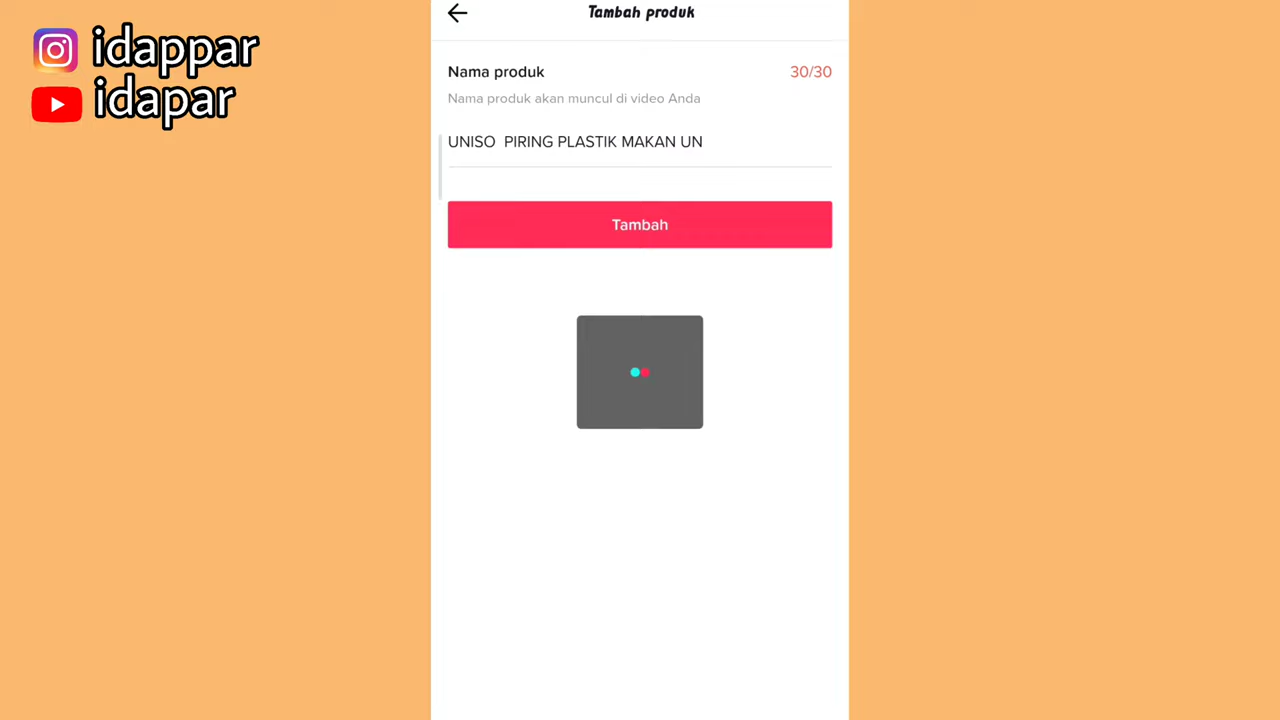 idappar
idapar
Tambah produk
Nama produk 30/30
Nama produk akan muncul di video Anda
UNISO  PIRING PLASTIK MAKAN UN
Tambah